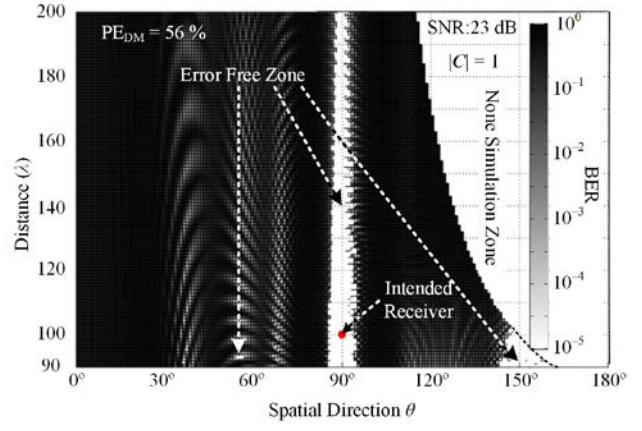 200
180
160
140
120
100
90
Distance (λ)
PE_DM = 56 %
Error Free Zone
SNR:23 dB
|C| = 1
None Simulation Zone
Intended
Receiver
10⁰
10⁻¹
10⁻²
10⁻³
10⁻⁴
10⁻⁵
BER
0° 30° 60° 90° 120° 150° 180°
Spatial Direction θ